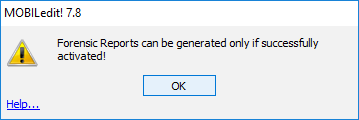 MOBILedit! 7.8
Forensic Reports can be generated only if successfully
activated!
OK
Help...